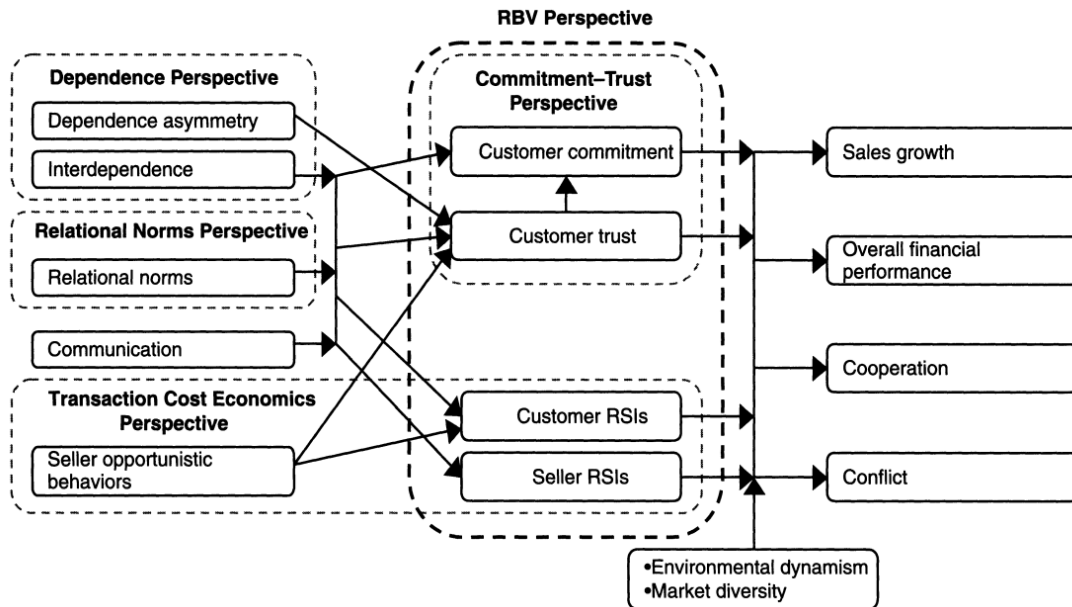 RBV Perspective
Dependence Perspective
Dependence asymmetry
Interdependence
Relational Norms Perspective
Relational norms
Communication
Transaction Cost Economics
Perspective
Seller opportunistic
behaviors
Commitment–Trust
Perspective
Customer commitment
Customer trust
Customer RSIs
Seller RSIs
Sales growth
Overall financial
performance
Cooperation
Conflict
•Environmental dynamism
•Market diversity